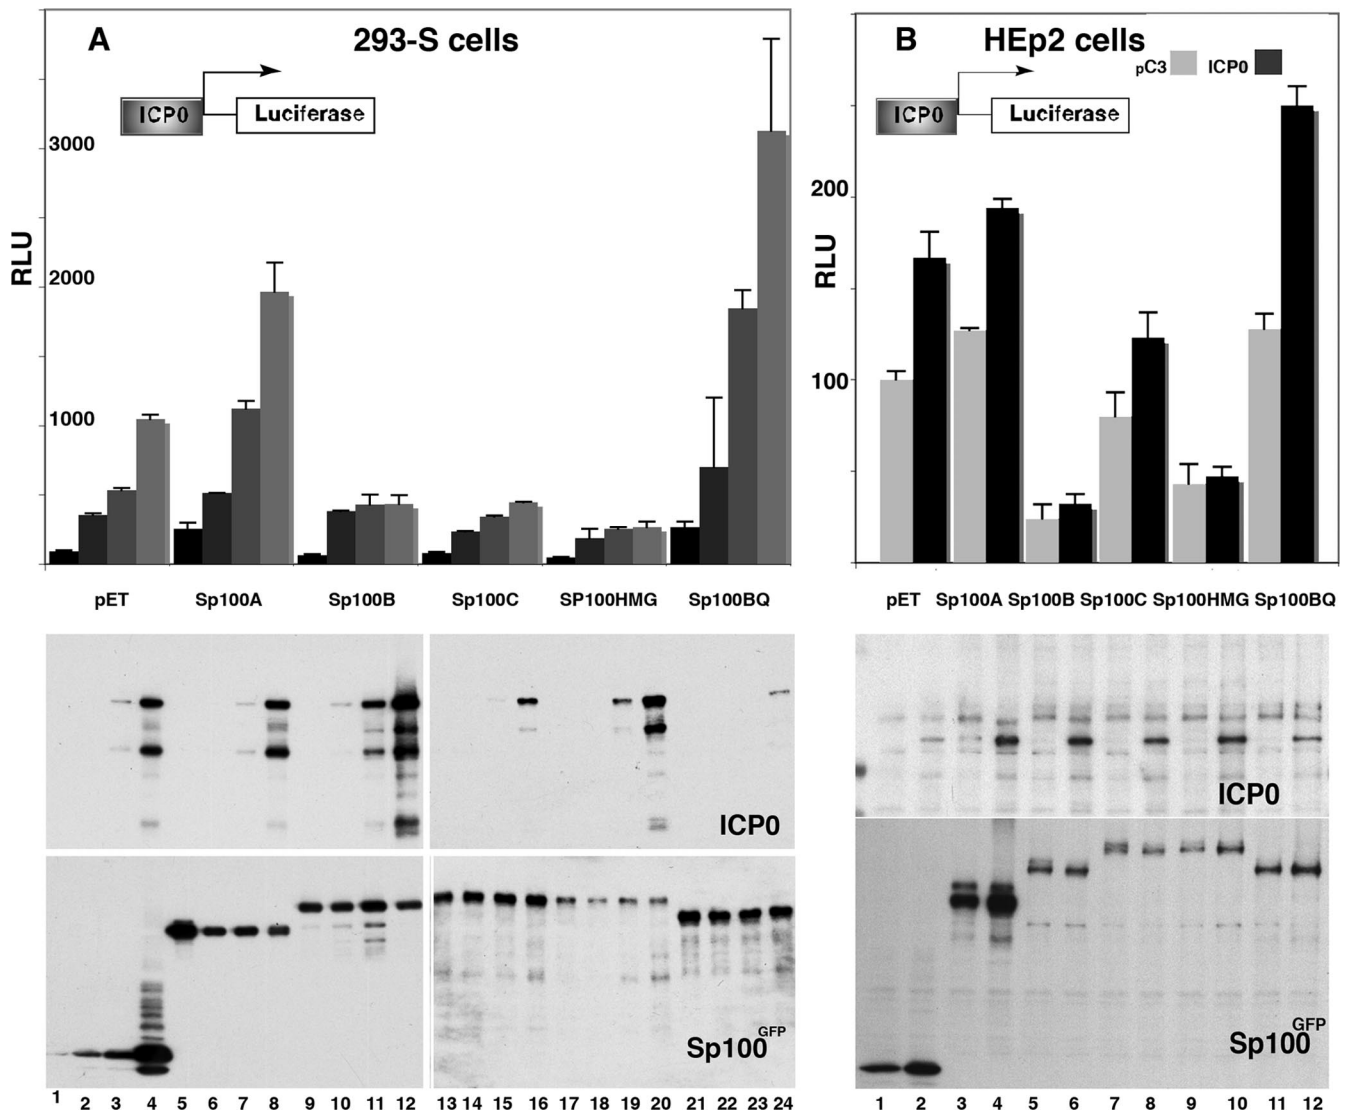 A 293-S cells
ICP0 Luciferase
3000
2000
1000
RLU
pET Sp100A Sp100B Sp100C SP100HMG Sp100BQ
ICP0
Sp100GFP
1 2 3 4 5 6 7 8 9 10 11 12 13 14 15 16 17 18 19 20 21 22 23 24
B HEp2 cells
pC3 ICP0
ICP0 Luciferase
200
100
RLU
pET Sp100A Sp100B Sp100C Sp100HMG Sp100BQ
ICP0
Sp100GFP
1 2 3 4 5 6 7 8 9 10 11 12